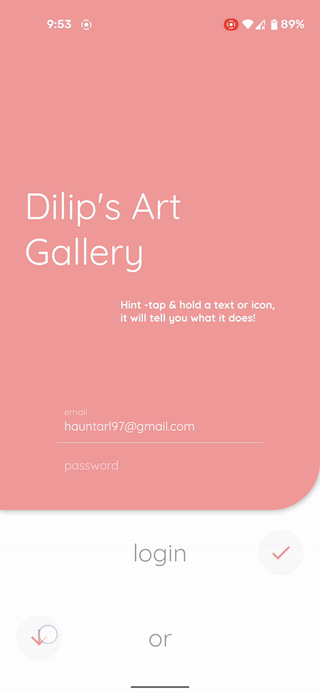 9:53
89%
Dilip's Art
Gallery
Hint -tap & hold a text or icon,
it will tell you what it does!
email
hauntarl97@gmail.com
password
login
or